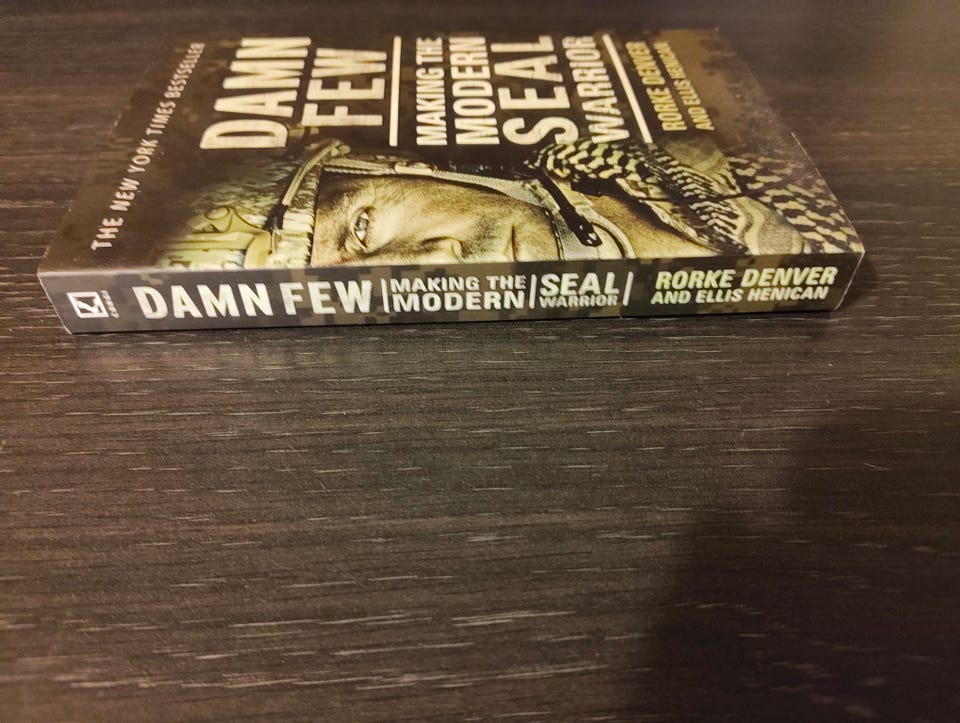 THE NEW YORK TIMES BESTSELLER
DAMN
FEW
MAKING THE
MODERN
SEAL
WARRIOR
RORKE DENVER
AND ELLIS HENICAN
DAMN FEW
MAKING THE
MODERN
SEAL
WARRIOR
RORKE DENVER
AND ELLIS HENICAN